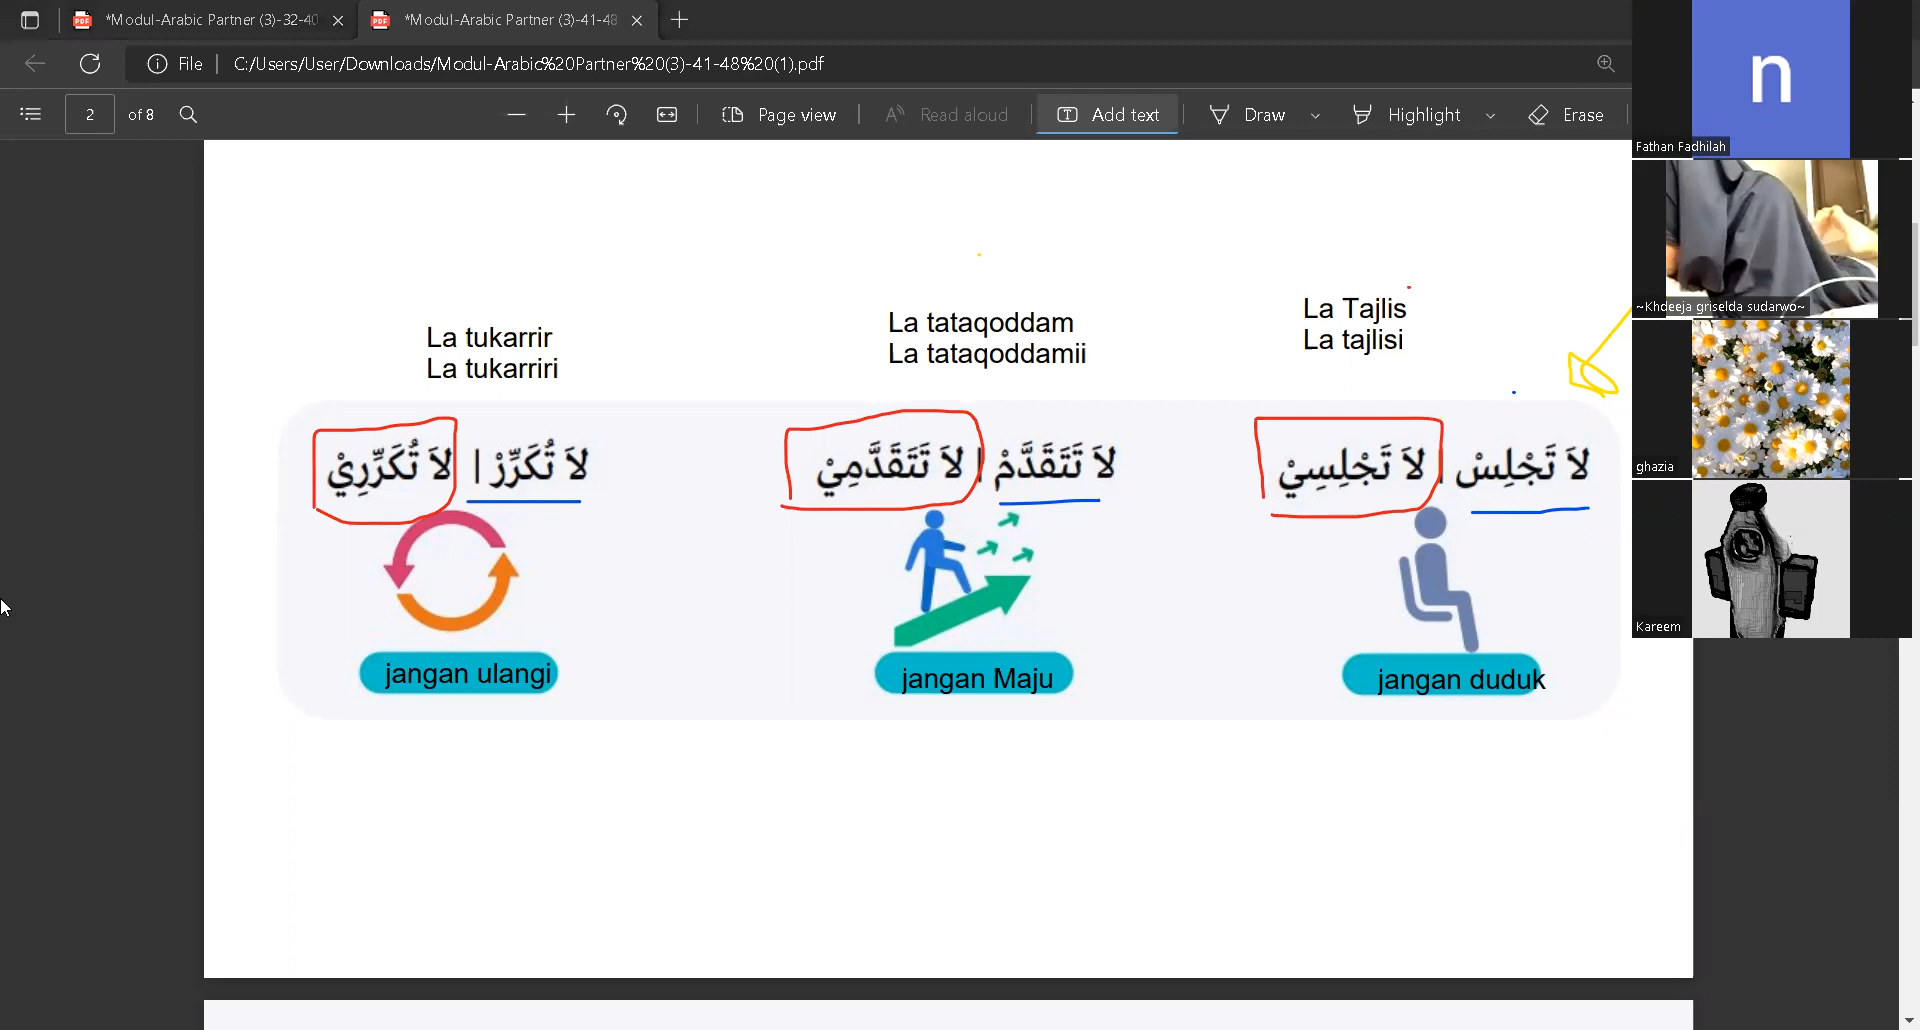 *Modul-Arabic Partner (3)-32-40
*Modul-Arabic Partner (3)-41-48
File
C:/Users/User/Downloads/Modul-Arabic%20Partner%20(3)-41-48%20(1).pdf
2 of 8
Page view
Read aloud
Add text
Draw
Highlight
Erase
n
Fathan Fadhilah
~Khdeeja griselda sudarwo~
ghazia
Kareem
La Tajlis
La tajlisi
La tataqoddam
La tataqoddamii
La tukarrir
La tukarriri
لاَ تَجْلِسْ | لاَ تَجْلِسِيْ
لاَ تَتَقَدَّمْ | لاَ تَتَقَدَّمِيْ
لاَ تُكَرِّرْ | لاَ تُكَرِّرِيْ
jangan duduk
jangan Maju
jangan ulangi